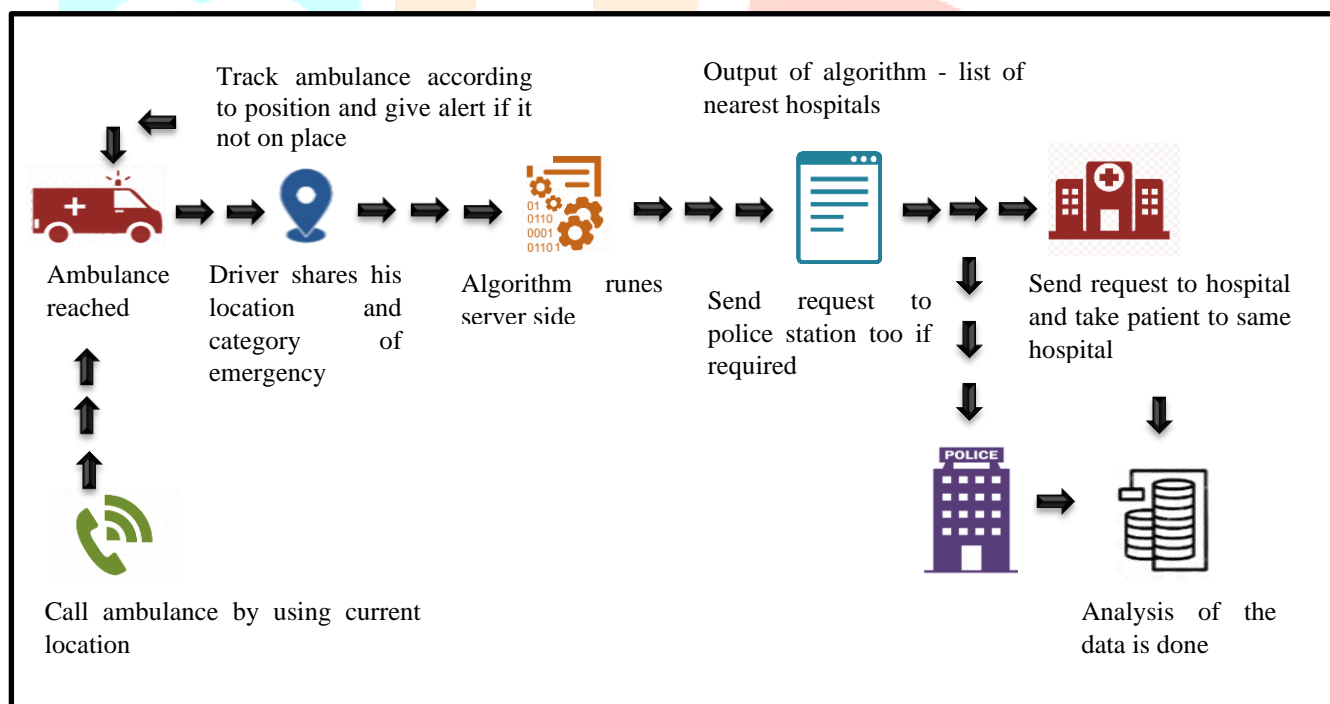 Track ambulance according
to position and give alert if it
not on place
Output of algorithm - list of
nearest hospitals
01
0110
0001
01101
Ambulance
reached
Driver shares his
location and
category of
emergency
Algorithm runes
server side
Send request to
police station too if
required
Send request to hospital
and take patient to same
hospital
POLICE
Call ambulance by using current
location
Analysis of the
data is done